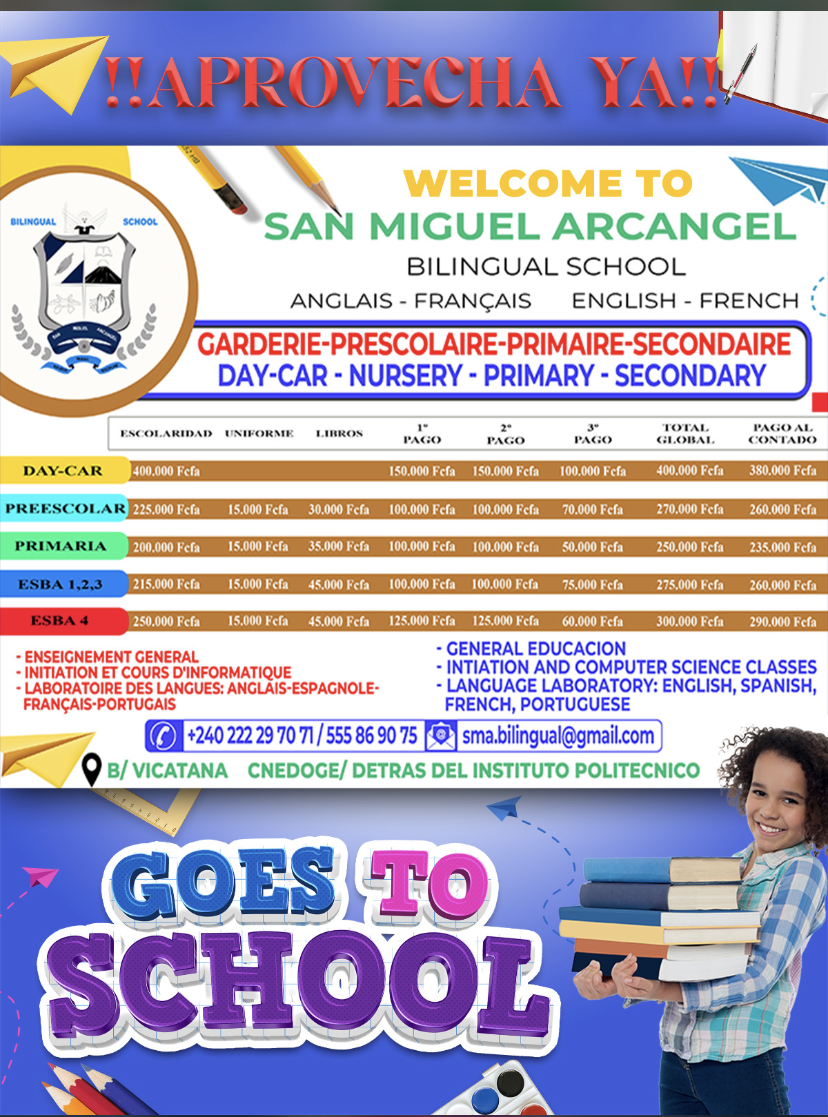 !!APROVECHA YA!!
BILINGUAL SCHOOL
SAN MIGUEL ARCANGEL
WELCOME TO
SAN MIGUEL ARCANGEL
BILINGUAL SCHOOL
ANGLAIS - FRANÇAIS ENGLISH - FRENCH
GARDERIE-PRESCOLAIRE-PRIMAIRE-SECONDAIRE
DAY-CAR - NURSERY - PRIMARY - SECONDARY
ESCOLARIDAD UNIFORME LIBROS 1º PAGO 2º PAGO 3º PAGO TOTAL GLOBAL PAGO AL CONTADO
DAY-CAR 400.000 Fcfa 150.000 Fcfa 150.000 Fcfa 100.000 Fcfa 400.000 Fcfa 380.000 Fcfa
PREESCOLAR 225.000 Fcfa 15.000 Fcfa 30.000 Fcfa 100.000 Fcfa 100.000 Fcfa 70.000 Fcfa 270.000 Fcfa 260.000 Fcfa
PRIMARIA 200.000 Fcfa 15.000 Fcfa 35.000 Fcfa 100.000 Fcfa 100.000 Fcfa 50.000 Fcfa 250.000 Fcfa 235.000 Fcfa
ESBA 1,2,3 215.000 Fcfa 15.000 Fcfa 45.000 Fcfa 100.000 Fcfa 100.000 Fcfa 75.000 Fcfa 275.000 Fcfa 260.000 Fcfa
ESBA 4 250.000 Fcfa 15.000 Fcfa 45.000 Fcfa 125.000 Fcfa 125.000 Fcfa 60.000 Fcfa 300.000 Fcfa 290.000 Fcfa
- ENSEIGNEMENT GENERAL
- INITIATION ET COURS D'INFORMATIQUE
- LABORATOIRE DES LANGUES: ANGLAIS-ESPAGNOLE-
FRANÇAIS-PORTUGAIS
- GENERAL EDUCACION
- INTIATION AND COMPUTER SCIENCE CLASSES
- LANGUAGE LABORATORY: ENGLISH, SPANISH,
FRENCH, PORTUGUESE
+240 222 29 70 71 / 555 86 90 75 sma.bilingual@gmail.com
B/ VICATANA CNEDOGE/ DETRAS DEL INSTITUTO POLITECNICO
GOES TO
SCHOOL